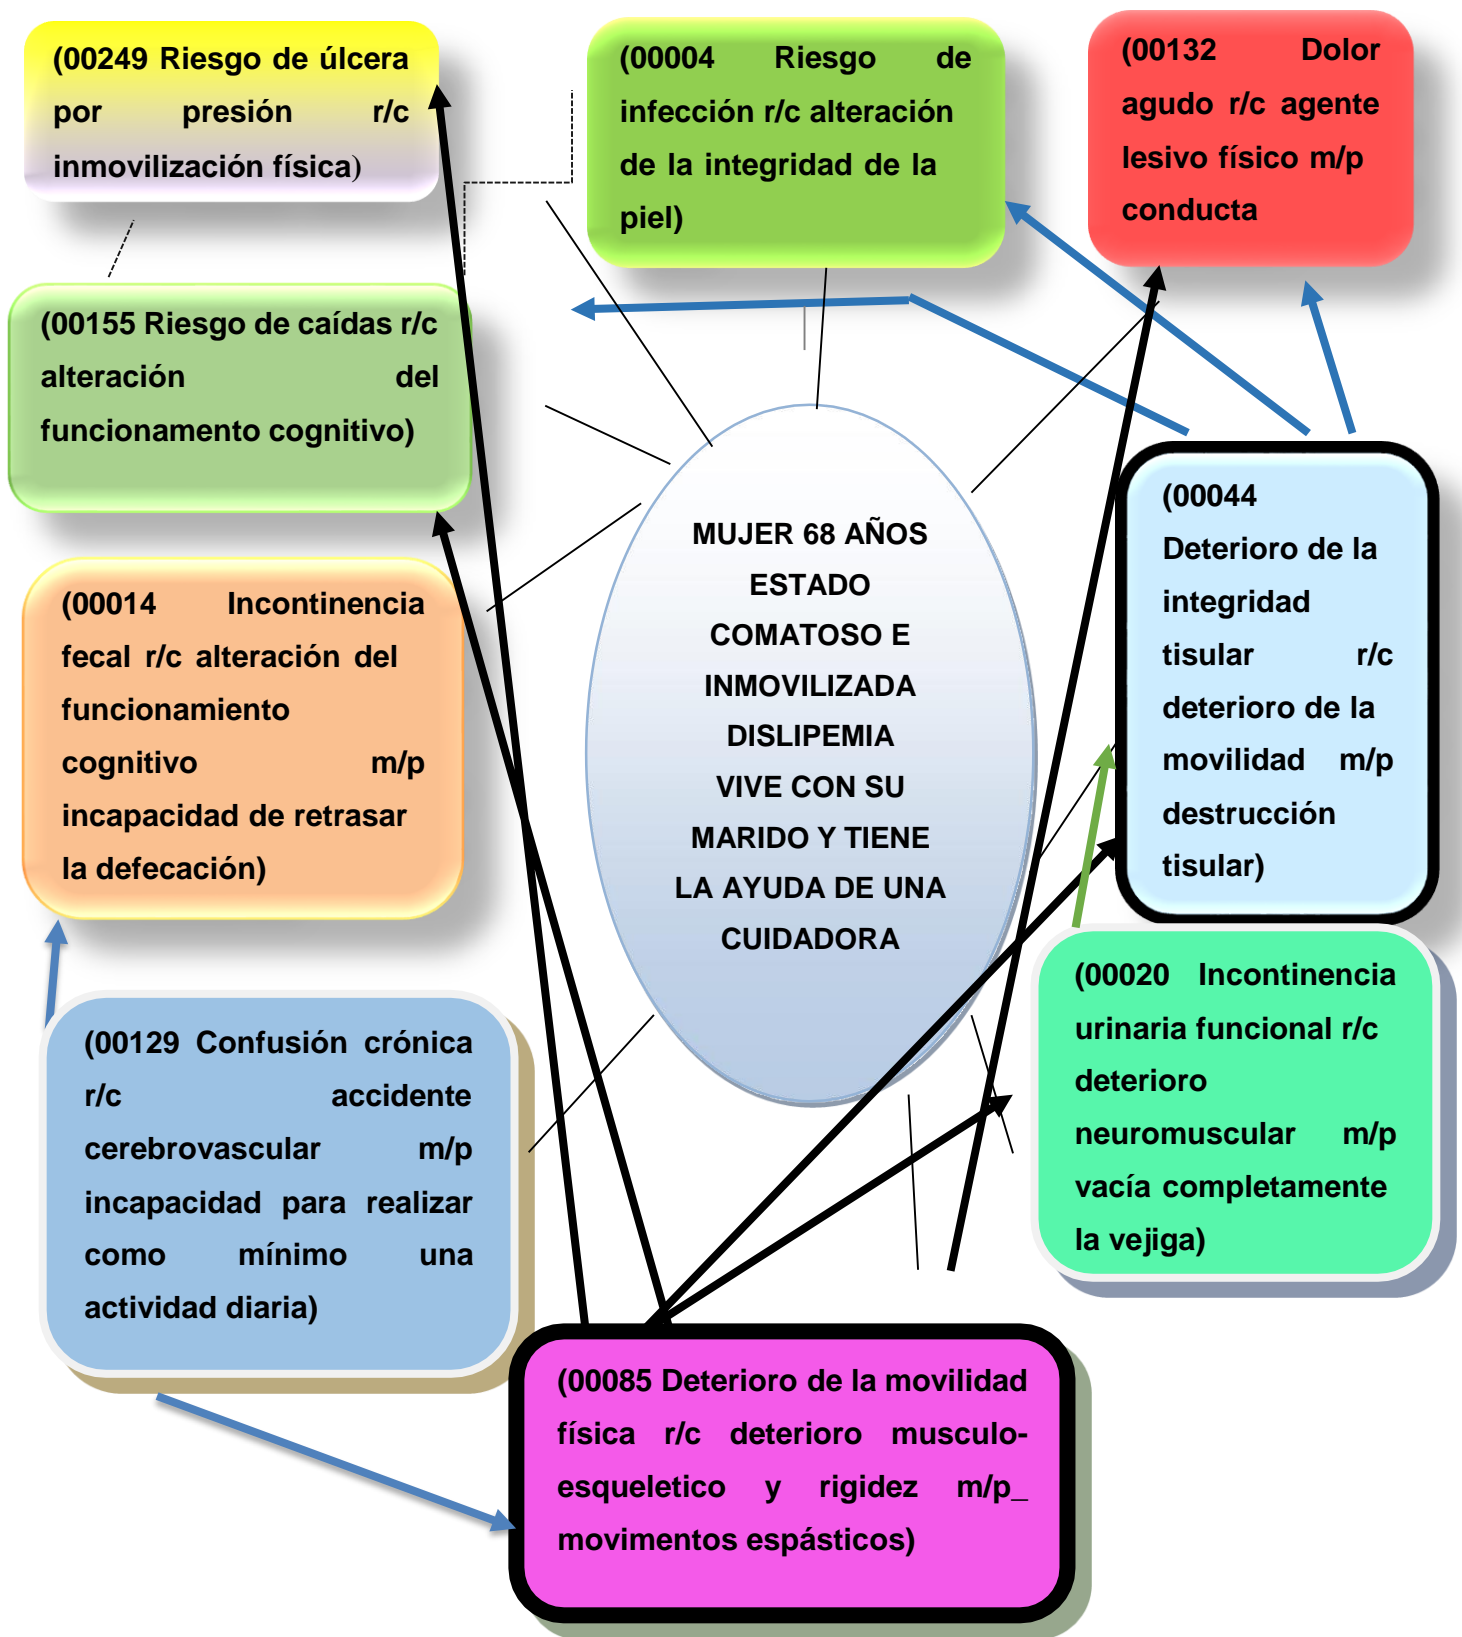 (00249 Riesgo de úlcera
por presión r/c
inmovilización física)
(00004 Riesgo de
infección r/c alteración
de la integridad de la
piel)
(00132 Dolor
agudo r/c agente
lesivo físico m/p
conducta
(00155 Riesgo de caídas r/c
alteración del
funcionamento cognitivo)
(00014 Incontinencia
fecal r/c alteración del
funcionamiento
cognitivo m/p
incapacidad de retrasar
la defecación)
MUJER 68 AÑOS
ESTADO
COMATOSO E
INMOVILIZADA
DISLIPEMIA
VIVE CON SU
MARIDO Y TIENE
LA AYUDA DE UNA
CUIDADORA
(00044
Deterioro de la
integridad
tisular r/c
deterioro de la
movilidad m/p
destrucción
tisular)
(00129 Confusión crónica
r/c accidente
cerebrovascular m/p
incapacidad para realizar
como mínimo una
actividad diaria)
(00020 Incontinencia
urinaria funcional r/c
deterioro
neuromuscular m/p
vacía completamente
la vejiga)
(00085 Deterioro de la movilidad
física r/c deterioro musculo-
esqueletico y rigidez m/p_
movimentos espásticos)